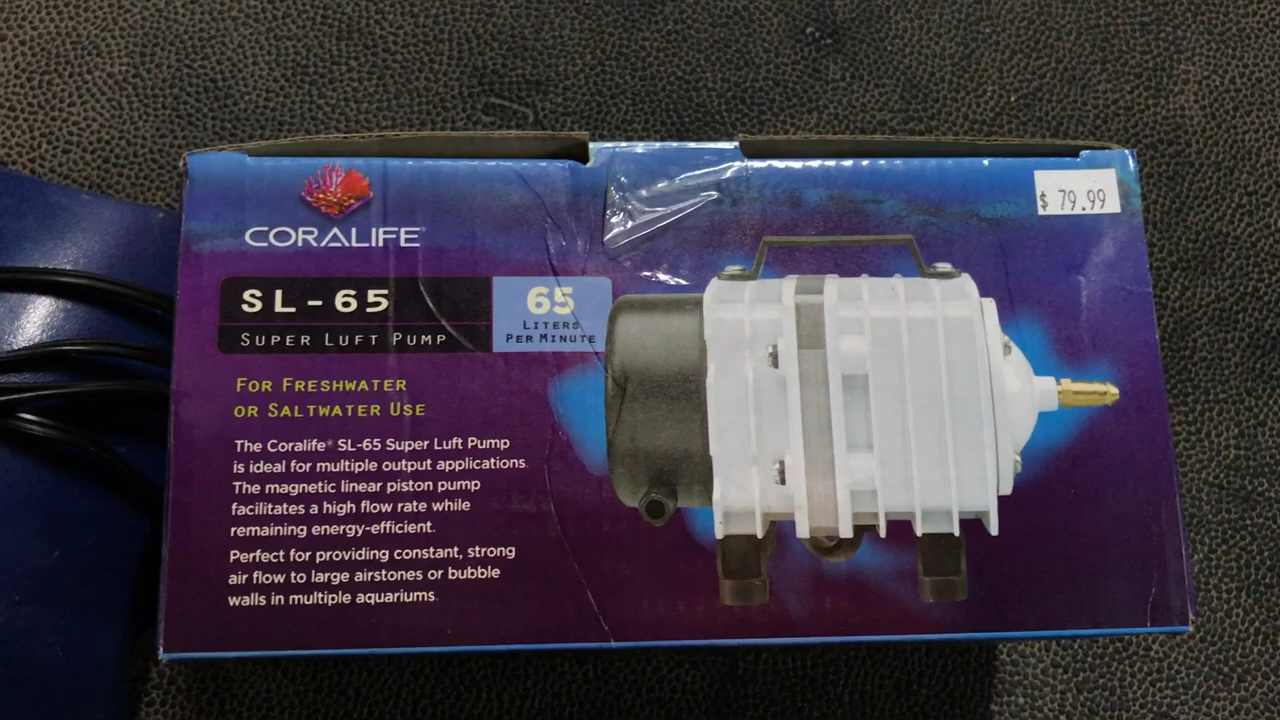 CORALIFE®
$ 79.99
SL-65
SUPER LUFT PUMP
65
LITERS
PER MINUTE
FOR FRESHWATER
OR SALTWATER USE
The Coralife® SL-65 Super Luft Pump
is ideal for multiple output applications.
The magnetic linear piston pump
facilitates a high flow rate while
remaining energy-efficient.
Perfect for providing constant, strong
air flow to large airstones or bubble
walls in multiple aquariums.